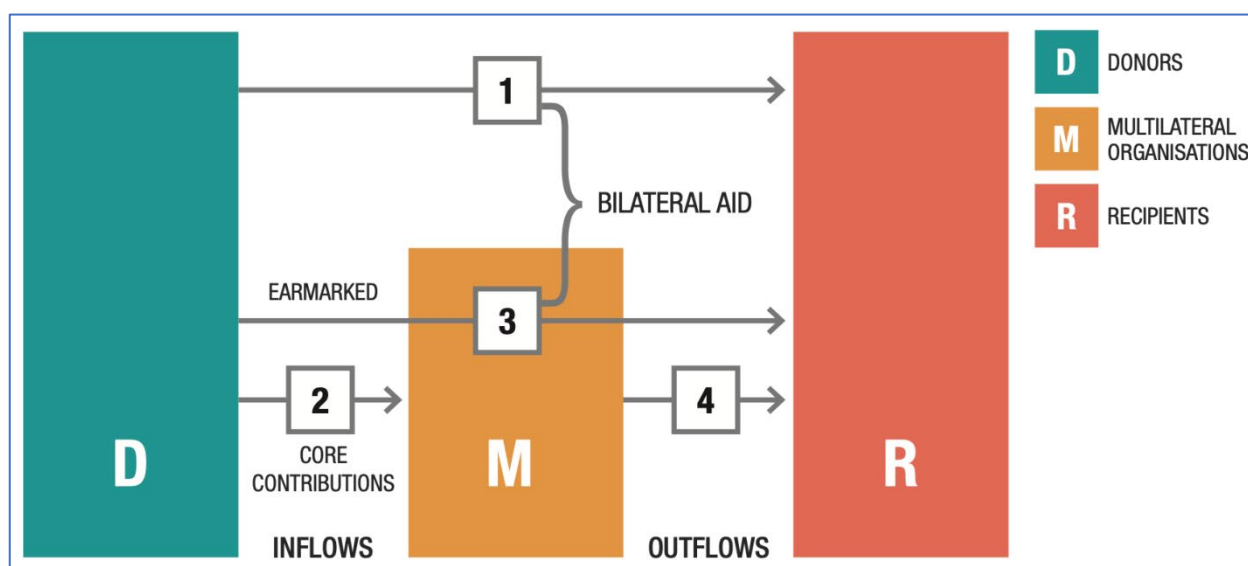 1
BILATERAL AID
EARMARKED
3
2
4
CORE
CONTRIBUTIONS
D
M
R
INFLOWS
OUTFLOWS
D
DONORS
M
MULTILATERAL
ORGANISATIONS
R
RECIPIENTS